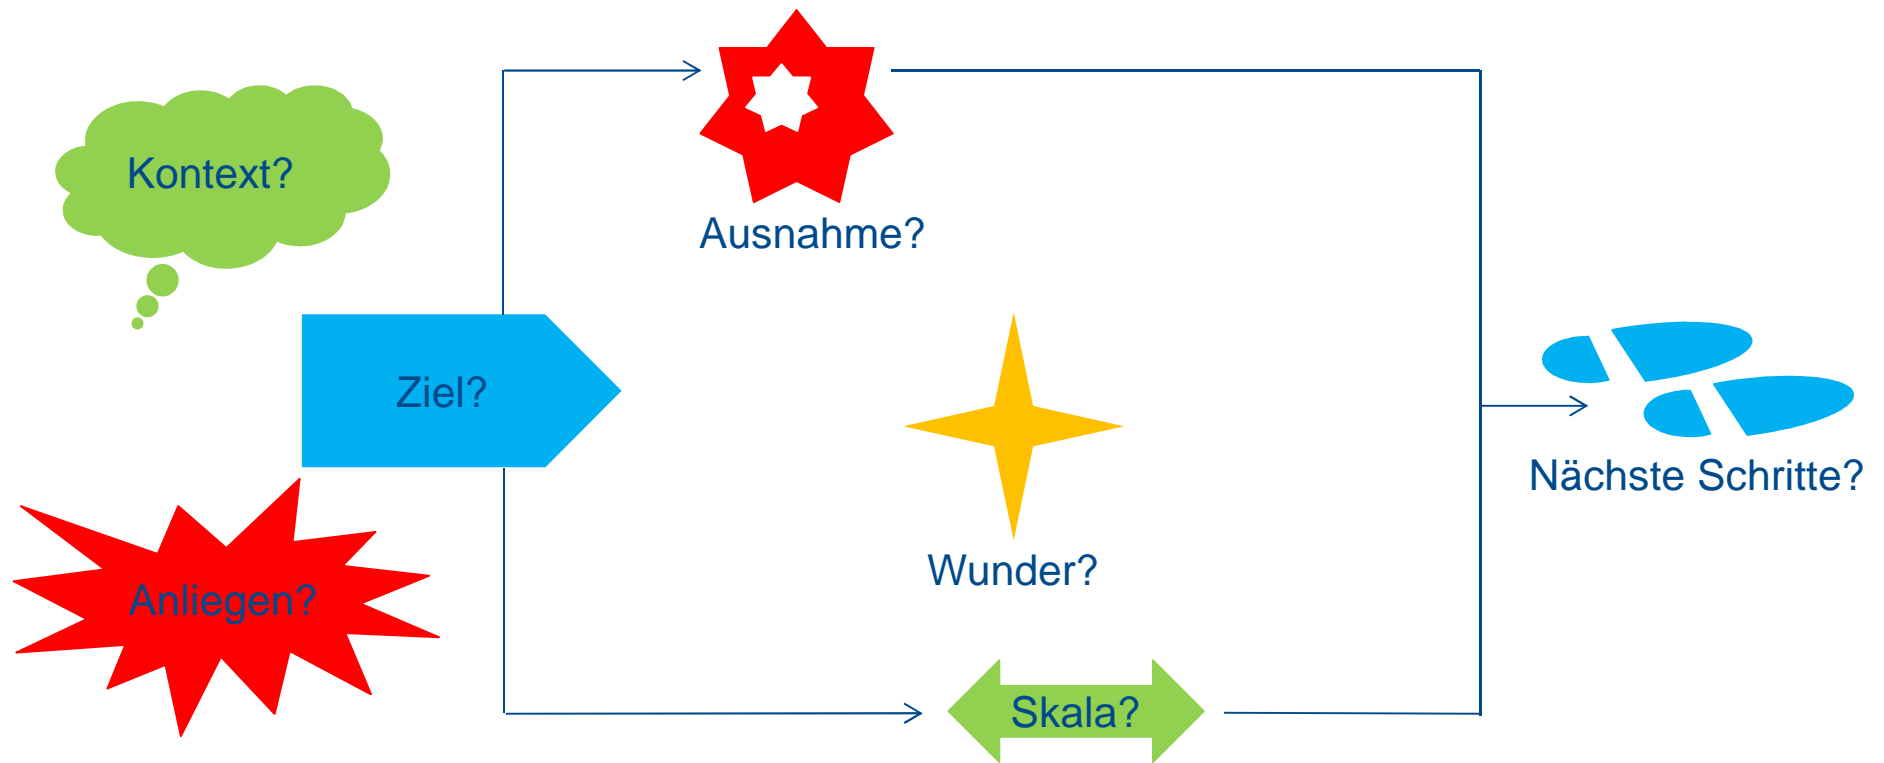 Kontext?
Ausnahme?
Ziel?
Nächste Schritte?
Wunder?
Anliegen?
Skala?